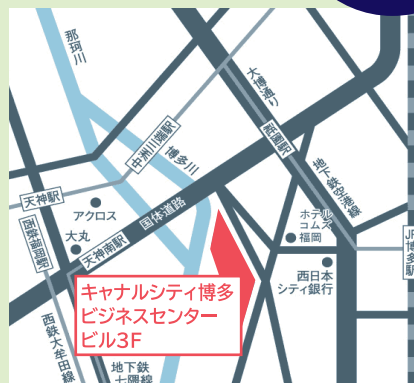 那珂川
大博通り
中洲川端駅
博多川
祇園駅
地下鉄空港線
天神駅
アクロス
国体道路
ホテル
コムズ
福岡
JR博多駅
西鉄福岡駅
大丸
天神南駅
西日本
シティ銀行
キャナルシティ博多
ビジネスセンター
ビル3F
西鉄大牟田線
地下鉄
七隈線